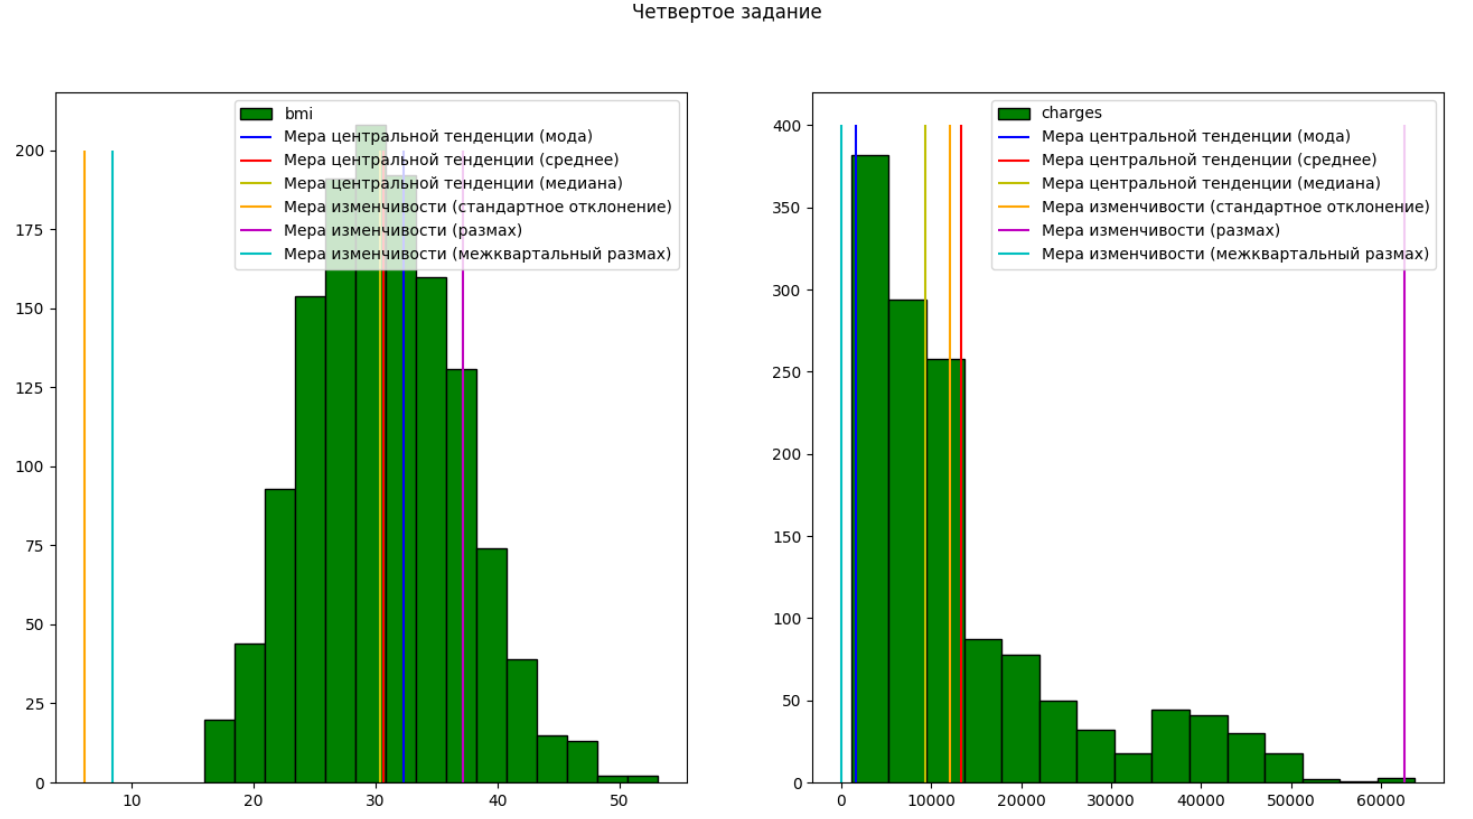 Четвертое задание
bmi
Мера центральной тенденции (мода)
Мера центральной тенденции (среднее)
Мера центральной тенденции (медиана)
Мера изменчивости (стандартное отклонение)
Мера изменчивости (размах)
Мера изменчивости (межквартальный размах)
200
175
150
125
100
75
50
25
0
10 20 30 40 50
charges
Мера центральной тенденции (мода)
Мера центральной тенденции (среднее)
Мера центральной тенденции (медиана)
Мера изменчивости (стандартное отклонение)
Мера изменчивости (размах)
Мера изменчивости (межквартальный размах)
400
350
300
250
200
150
100
50
0
0 10000 20000 30000 40000 50000 60000